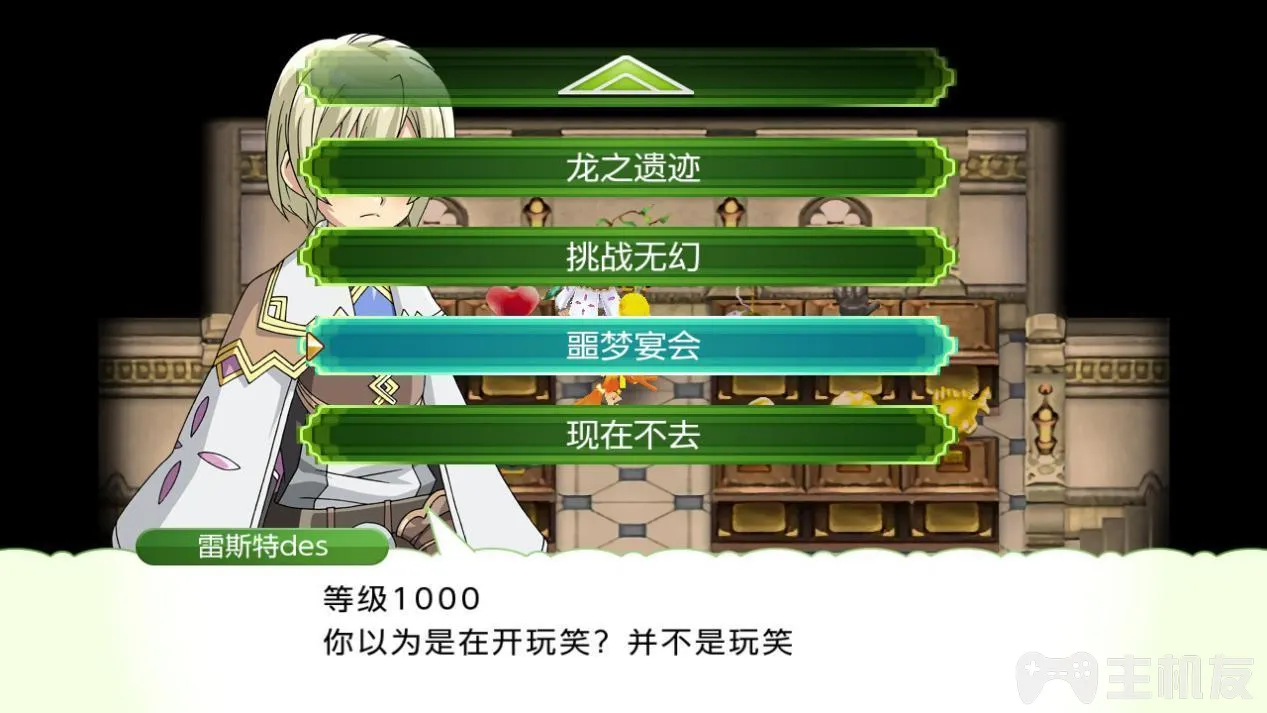 龙之遗迹
挑战无幻
噩梦宴会
现在不去
雷斯特des
等级1000
你以为是在开玩笑？并不是玩笑
主机友